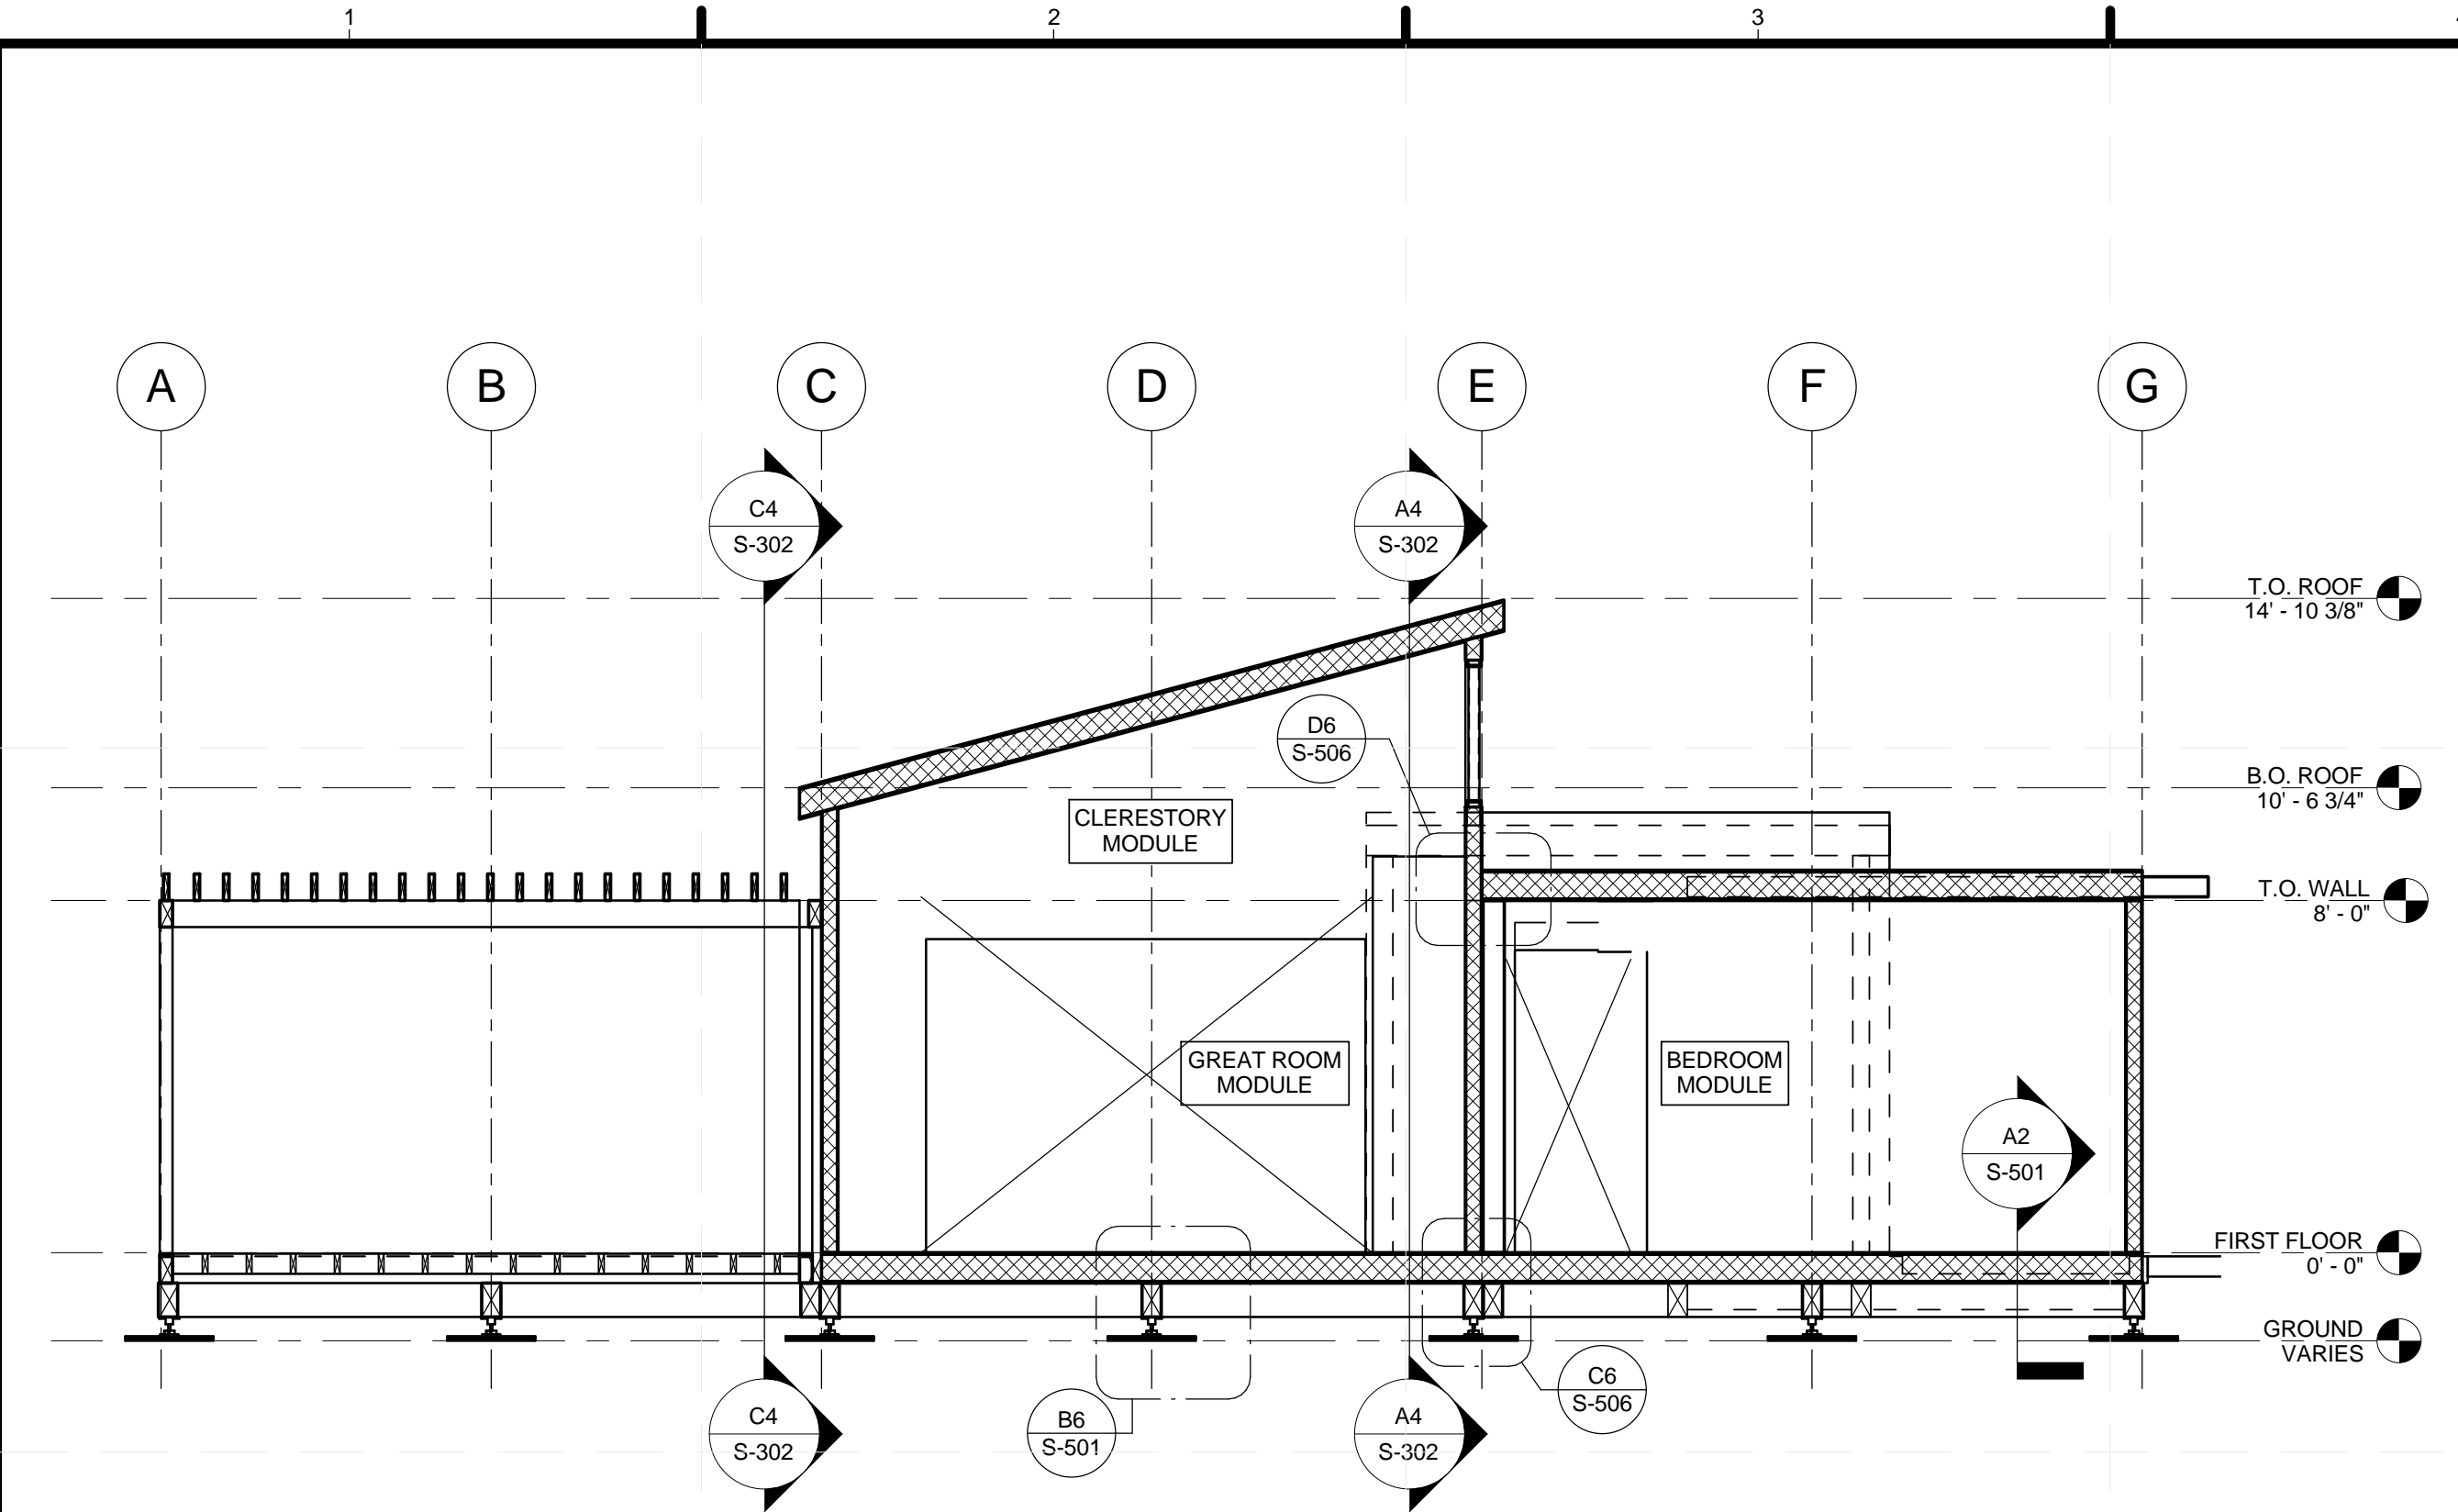 1
2
3
A
B
C
D
E
F
G
C4
S-302
A4
S-302
T.O. ROOF
14' - 10 3/8"
D6
S-506
B.O. ROOF
10' - 6 3/4"
CLERESTORY
MODULE
T.O. WALL
8' - 0"
GREAT ROOM
MODULE
BEDROOM
MODULE
A2
S-501
FIRST FLOOR
0' - 0"
GROUND
VARIES
C6
S-506
B6
S-501
C4
S-302
A4
S-302